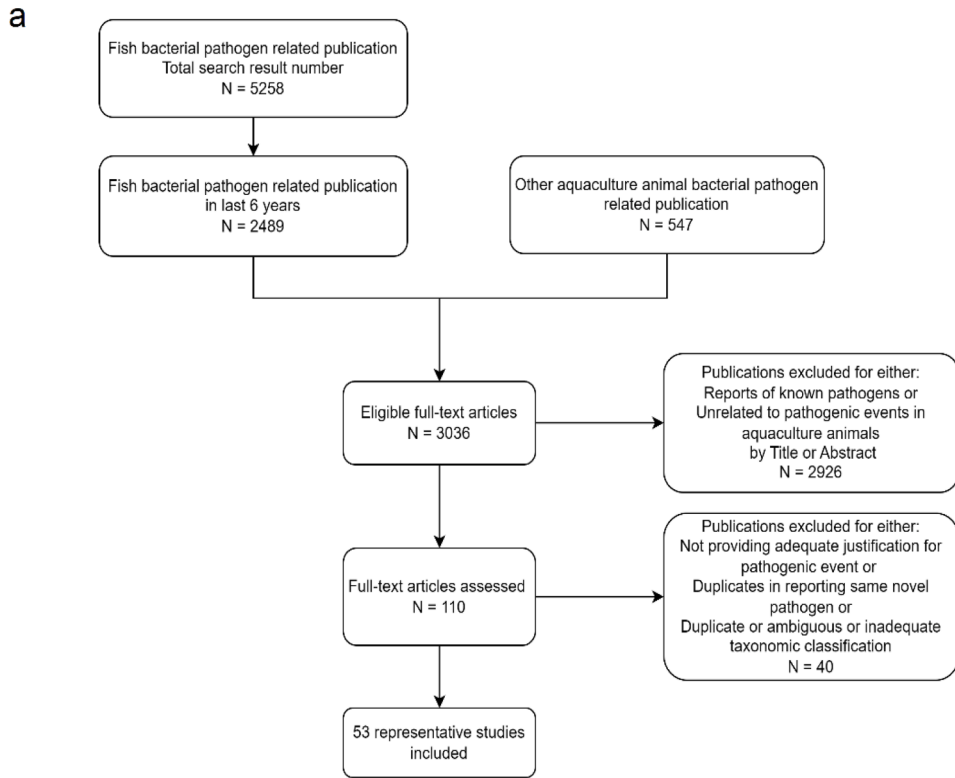 a
Fish bacterial pathogen related publication
Total search result number
N = 5258
Fish bacterial pathogen related publication
in last 6 years
N = 2489
Other aquaculture animal bacterial pathogen
related publication
N = 547
Eligible full-text articles
N = 3036
Publications excluded for either:
Reports of known pathogens or
Unrelated to pathogenic events in
aquaculture animals
by Title or Abstract
N = 2926
Full-text articles assessed
N = 110
Publications excluded for either:
Not providing adequate justification for
pathogenic event or
Duplicates in reporting same novel
pathogen or
Duplicate or ambiguous or inadequate
taxonomic classification
N = 40
53 representative studies
included